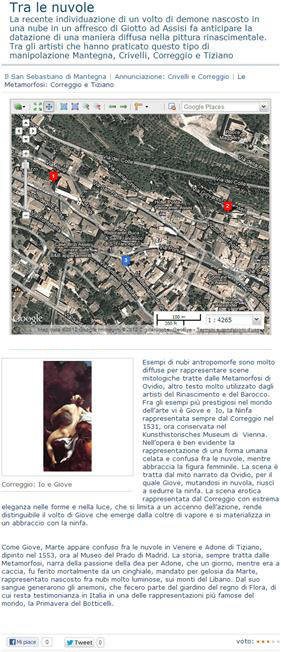 Tra le nuvole
La recente individuazione di un volto di demone nascosto in
una nube in un affresco di Giotto ad Assisi fa anticipare la
datazione di una maniera diffusa nella pittura rinascimentale.
Tra gli artisti che hanno praticato questo tipo di
manipolazione Mantegna, Crivelli, Correggio e Tiziano
Il San Sebastiano di Mantegna | Annunciazione: Crivelli e Correggio | Le
Metamorfosi: Correggio e Tiziano
Google Places
1
2
3
Google
100 m
200 ft
1 : 4265
Esempi di nubi antropomorfe sono molto
diffuse per rappresentare scene
mitologiche tratte dalle Metamorfosi di
Ovidio, altro testo molto utilizzato dagli
artisti del Rinascimento e del Barocco.
Fra gli esempi più prestigiosi nel mondo
dell'arte vi è Giove e Io, la Ninfa
rappresentata sempre dal Correggio nel
1531, ora conservata nel
Kunsthistorisches Museum di Vienna.
Nell'opera è ben evidente la
rappresentazione di una forma umana
celata e confusa fra le nuvole, mentre
abbraccia la figura femminile. La scena è
tratta dal mito narrato da Ovidio, per il
quale Giove, mutandosi in nuvola, riuscì
a sedurre la ninfa. La scena erotica
rappresentata dal Correggio con estrema
Correggio: Io e Giove
eleganza nelle forme e nella luce, che si limita a un accenno dell'azione, rende
distinguibile il volto di Giove che emerge dalla coltre di vapore e si materializza in
un abbraccio con la ninfa.
Come Giove, Marte appare confuso fra le nuvole in Venere e Adone di Tiziano,
dipinto nel 1553, ora al Museo del Prado di Madrid. La storia, sempre tratta dalle
Metamorfosi, narra della passione della dea per Adone, che un giorno, mentre era a
caccia, fu ferito mortalmente da un cinghiale, mandato per gelosia da Marte,
rappresentato nascosto fra nubi molto luminose, sui monti del Libano. Dal suo
sangue generarono gli anemoni, che fecero parte del giardino del regno di Flora, di
cui resta testimonianza in Italia in una delle rappresentazioni più famose del
mondo, la Primavera del Botticelli.
Mi piace 0 Tweet 0 voto: